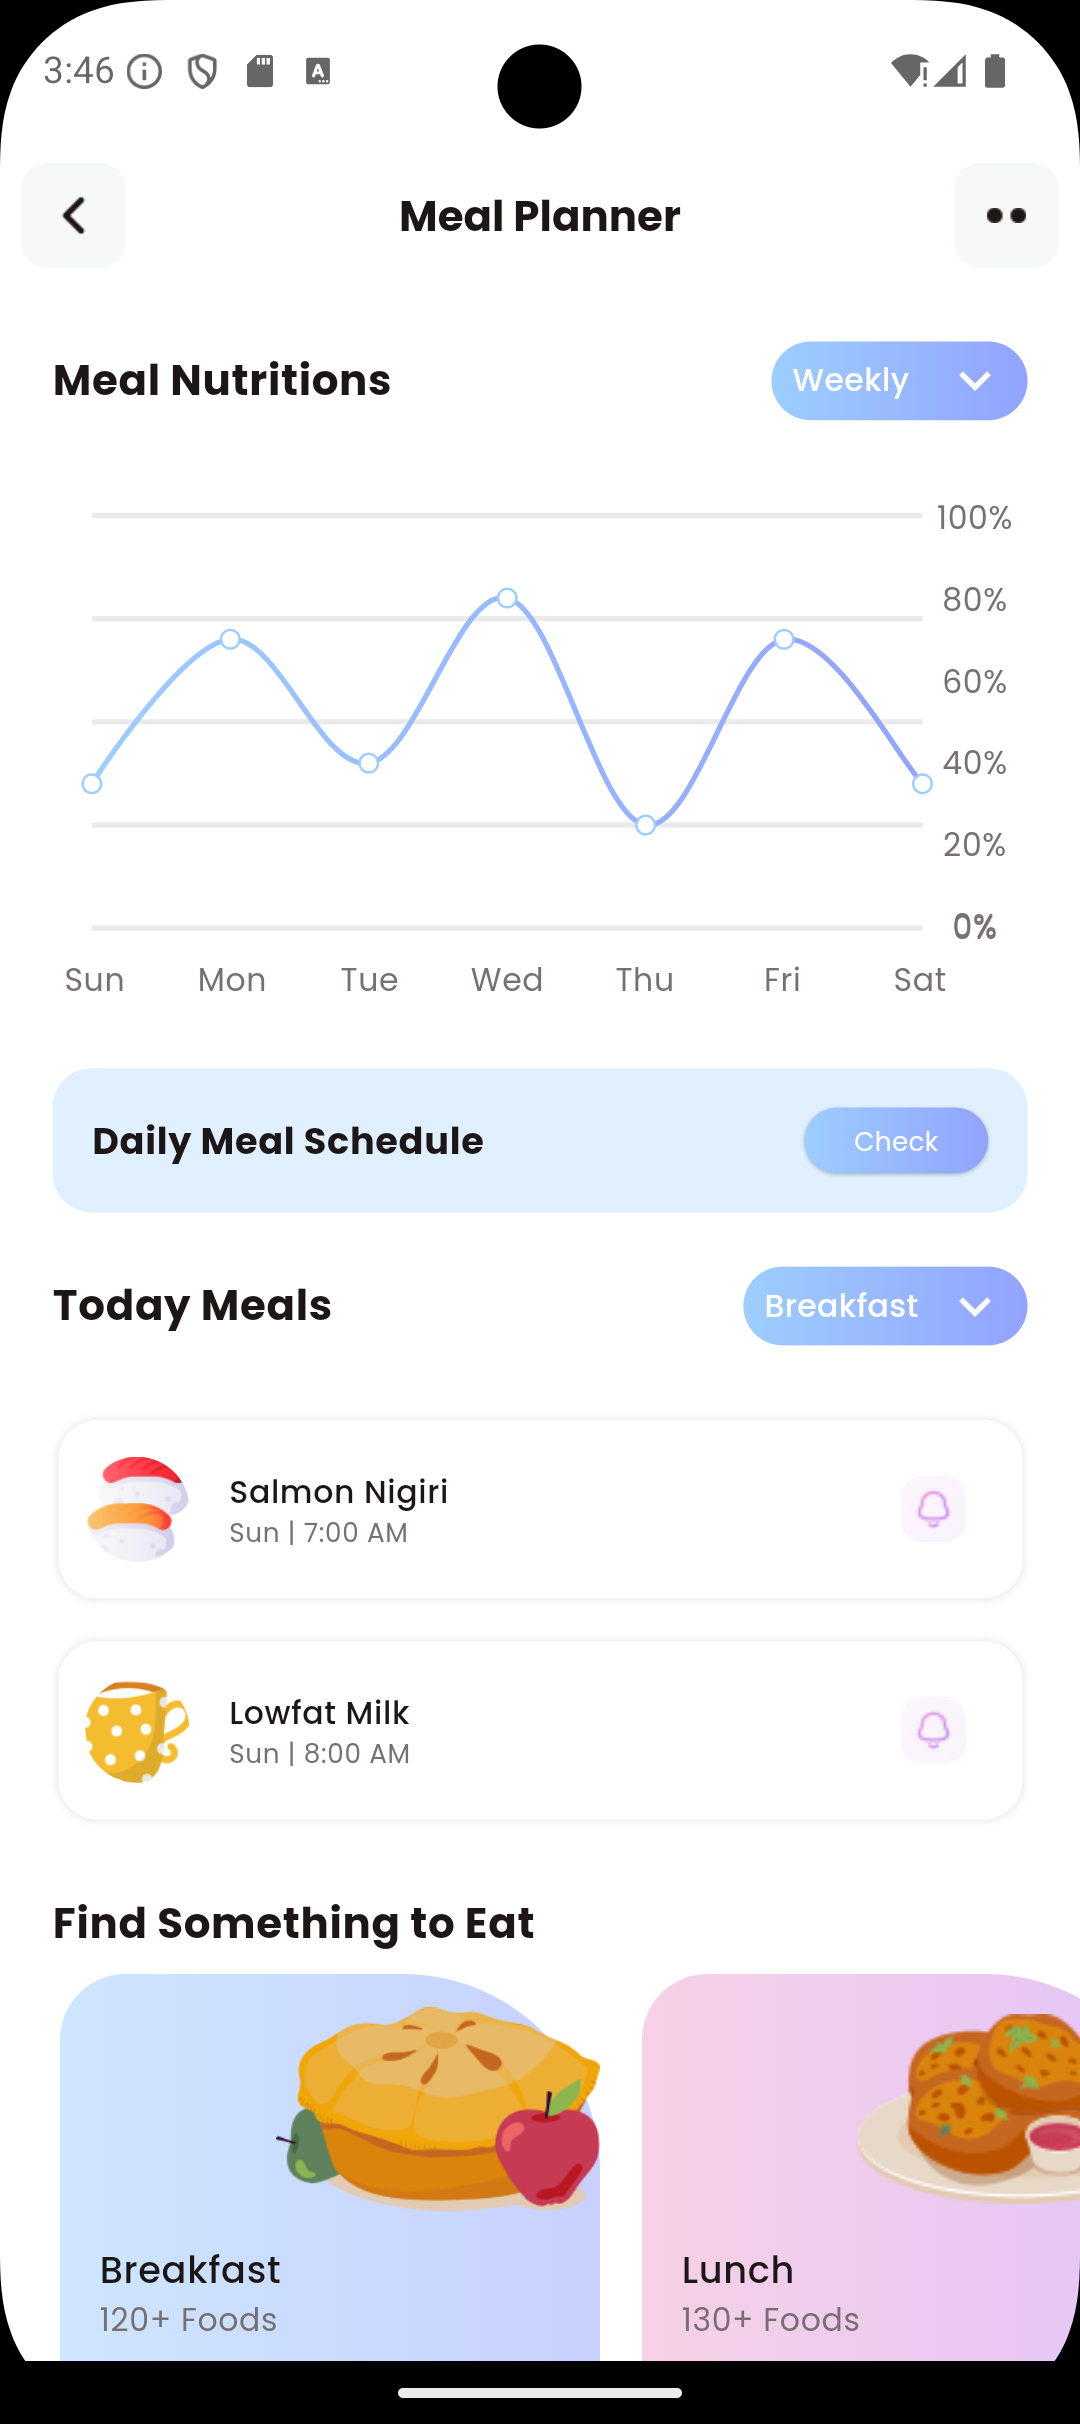 3:46
Meal Planner
Meal Nutritions
Weekly
100%
80%
60%
40%
20%
0%
Sun Mon Tue Wed Thu Fri Sat
Daily Meal Schedule
Check
Today Meals
Breakfast
Salmon Nigiri
Sun | 7:00 AM
Lowfat Milk
Sun | 8:00 AM
Find Something to Eat
Breakfast
120+ Foods
Lunch
130+ Foods